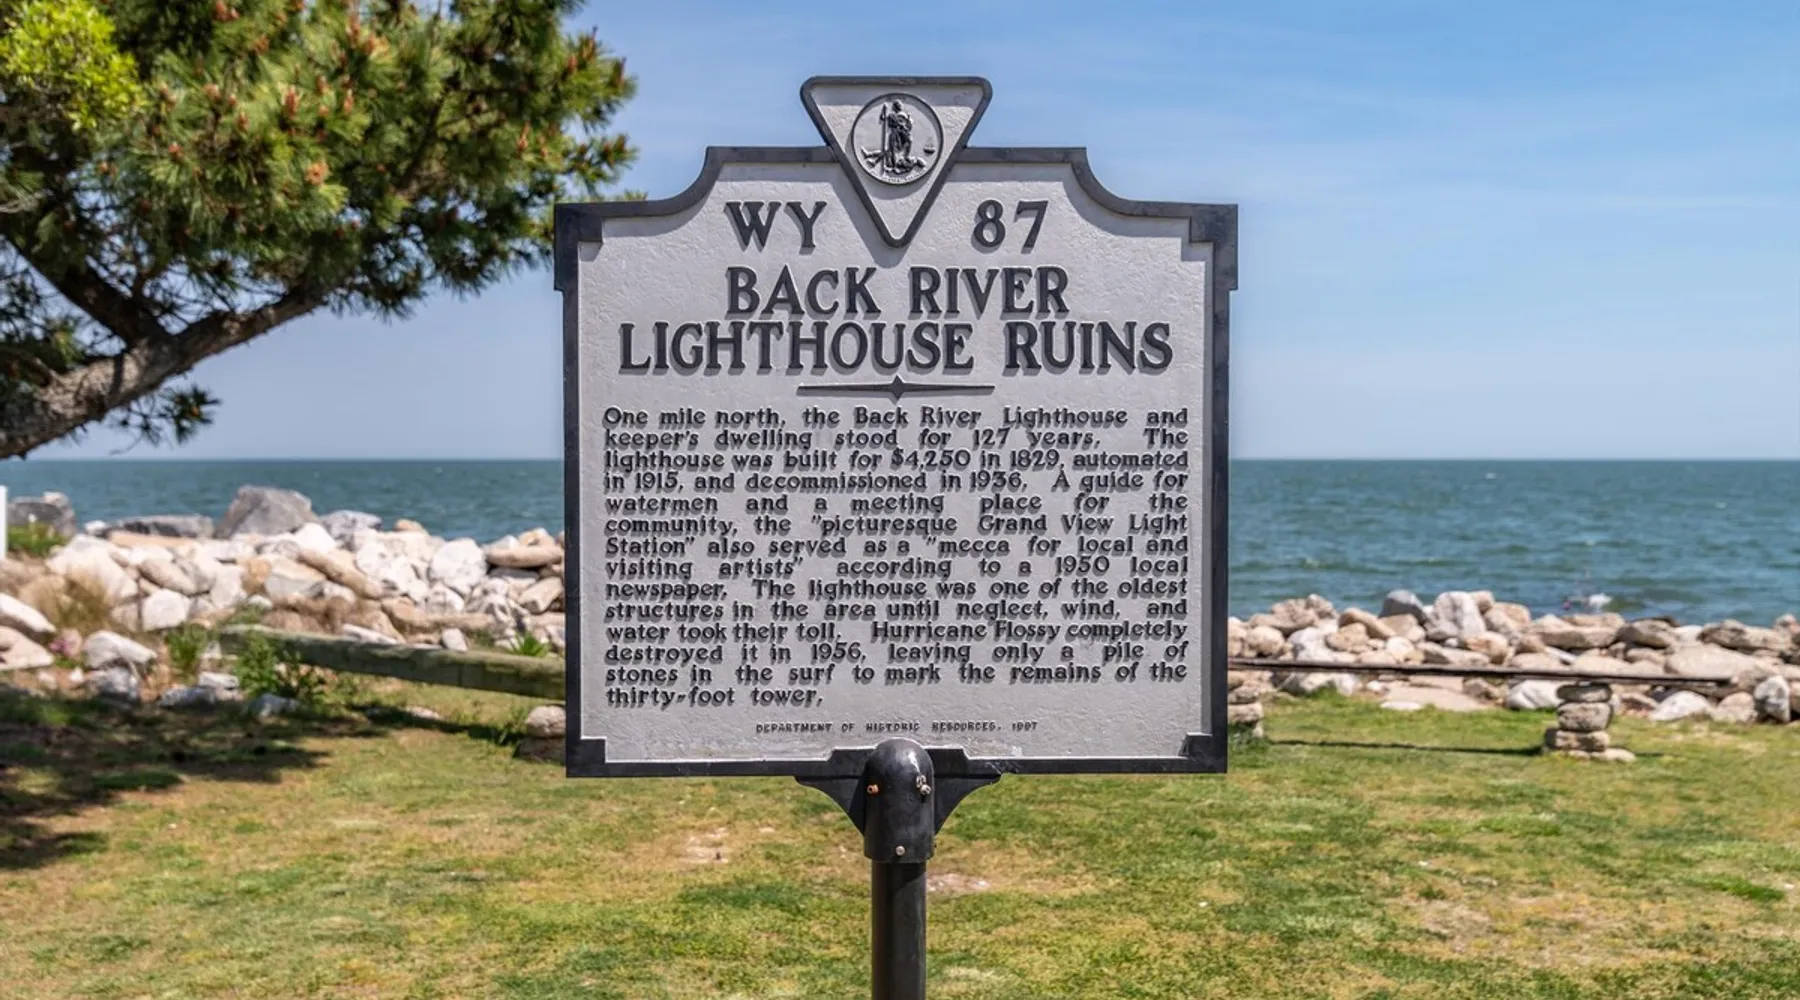 WY 87
BACK RIVER
LIGHTHOUSE RUINS
One mile north, the Back River Lighthouse and
keeper's dwelling stood for 127 years. The
lighthouse was built for $4,250 in 1829, automated
in 1915, and decommissioned in 1936. A guide for
watermen and a meeting place for the
community, the "picturesque Grand View Light
Station" also served as a "mecca for local and
visiting artists" according to a 1950 local
newspaper. The lighthouse was one of the oldest
structures in the area until neglect, wind, and
water took their toll. Hurricane Flossy completely
destroyed it in 1956, leaving only a pile of
stones in the surf to mark the remains of the
thirty-foot tower.
DEPARTMENT OF HISTORIC RESOURCES, 1997